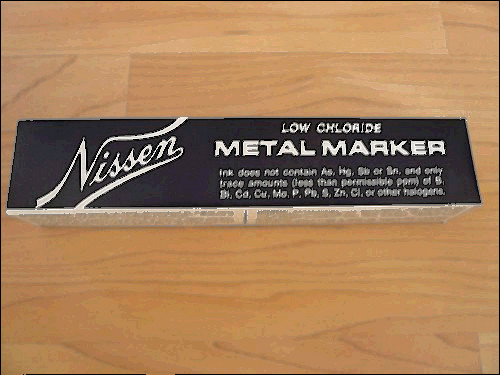 Nissen
LOW CHLORIDE
METAL MARKER
Ink does not contain As, Hg, Sb or Sn, and only
trace amounts (less than permissible ppm) of B,
Bi, Cd, Cu, Mo, P, Pb, S, Zn, Cl, or other halogens.